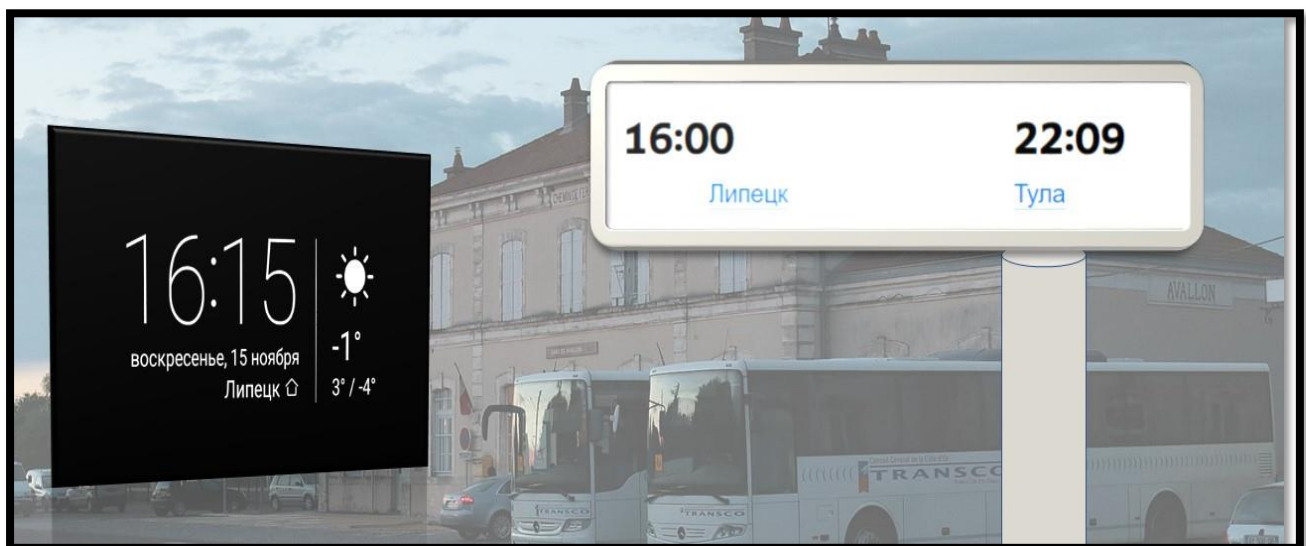 16:15
воскресенье, 15 ноября
Липецк
-1°
3° / -4°
16:00 22:09
Липецк Тула
AVALLON
TRANSCO
TRANSCO
TRANSCO